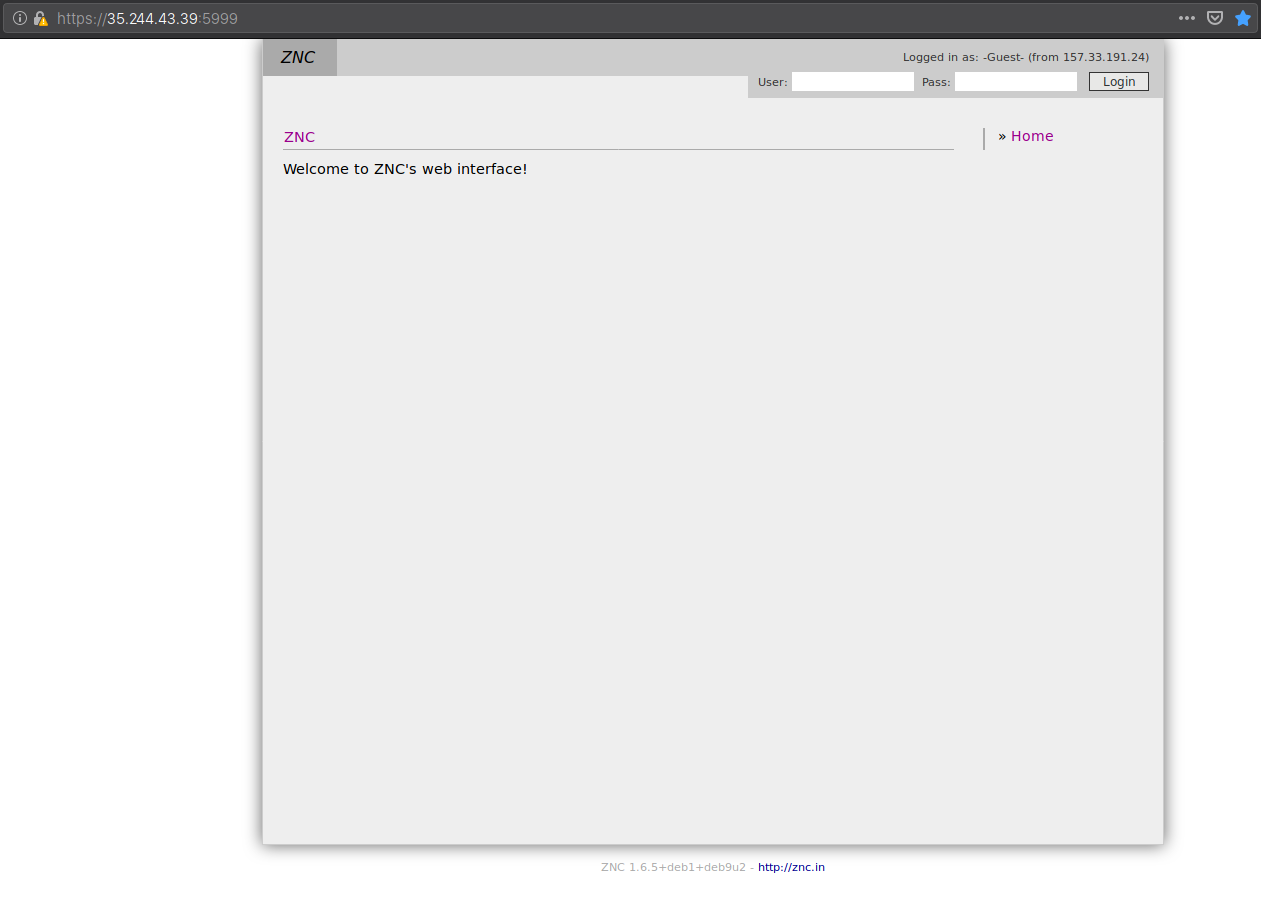 https://35.244.43.39:5999
ZNC
Logged in as: -Guest- (from 157.33.191.24)
User: Pass: Login
ZNC
» Home
Welcome to ZNC's web interface!
ZNC 1.6.5+deb1+deb9u2 - http://znc.in